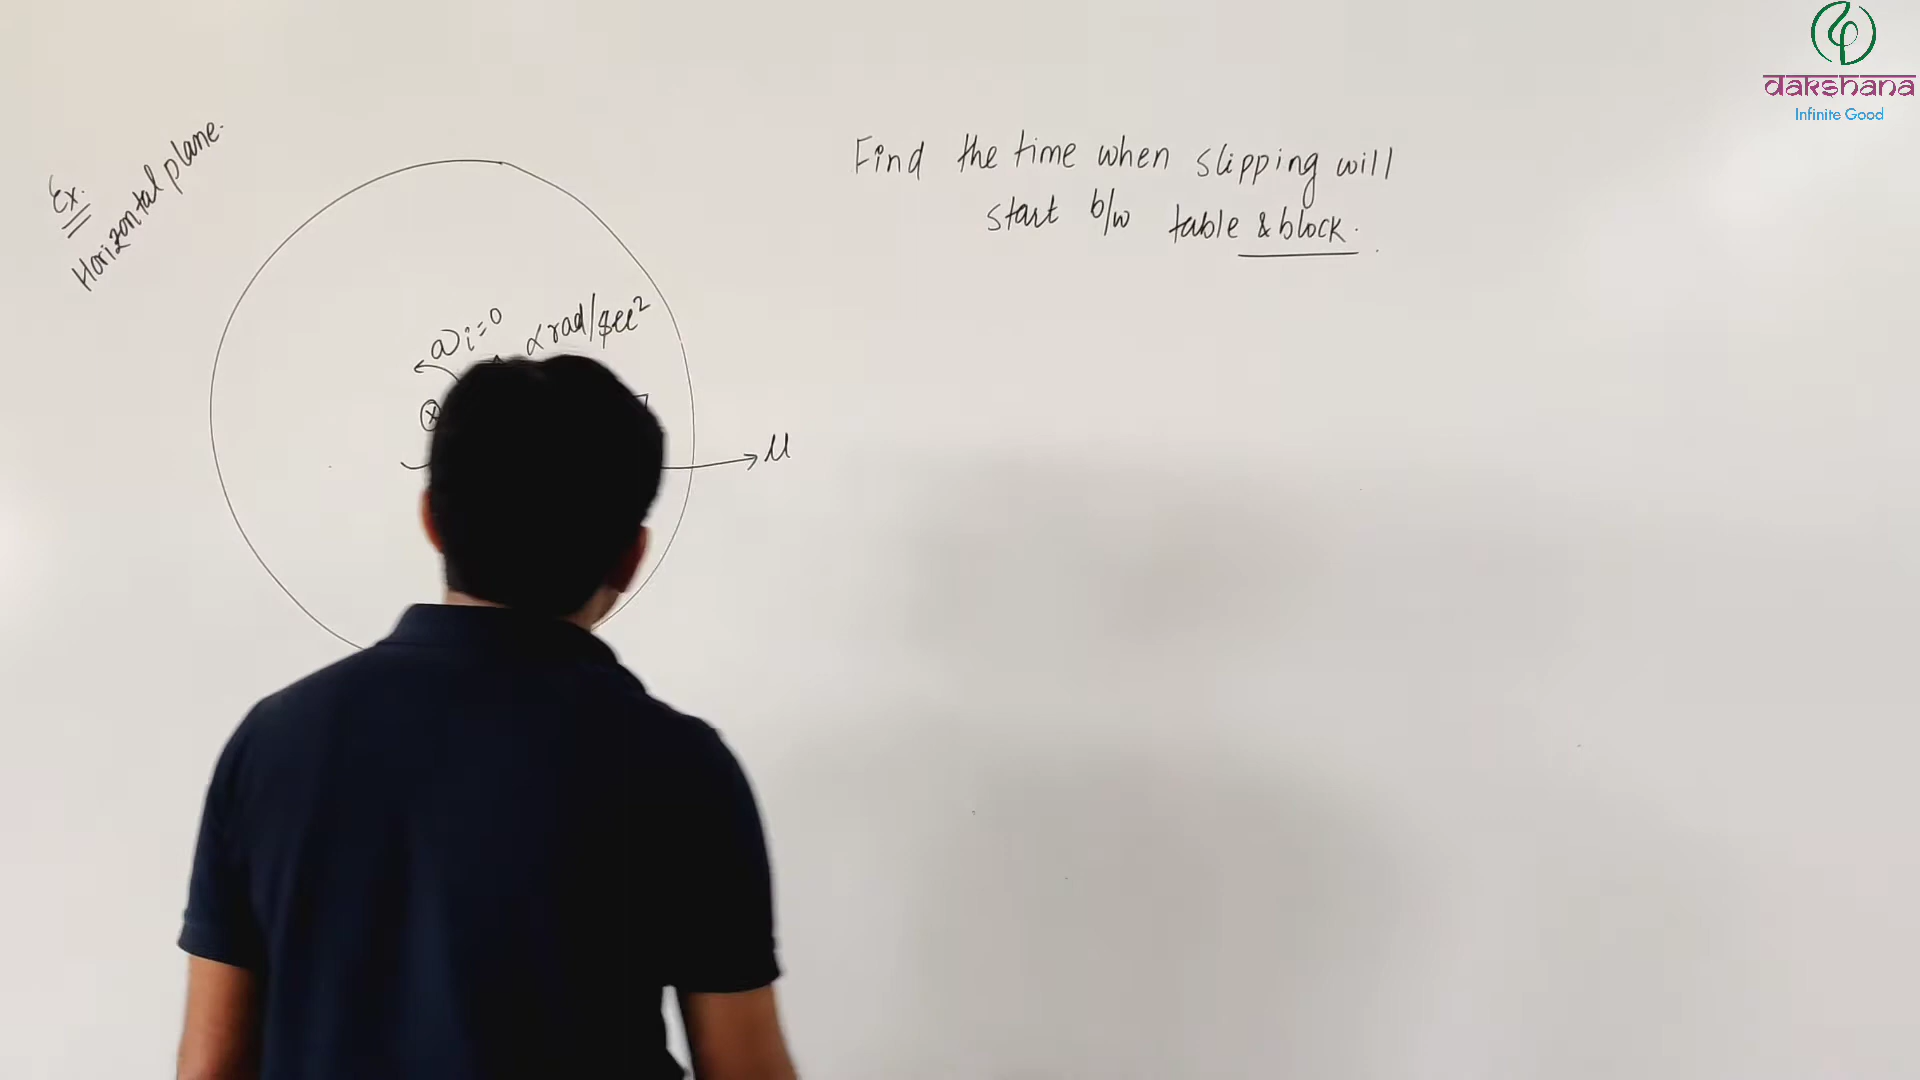 Ex.
Horizontal plane.
Find the time when slipping will
start b/w table & block.
ωi=0
α rad/sec²
μ
dakshana
Infinite Good